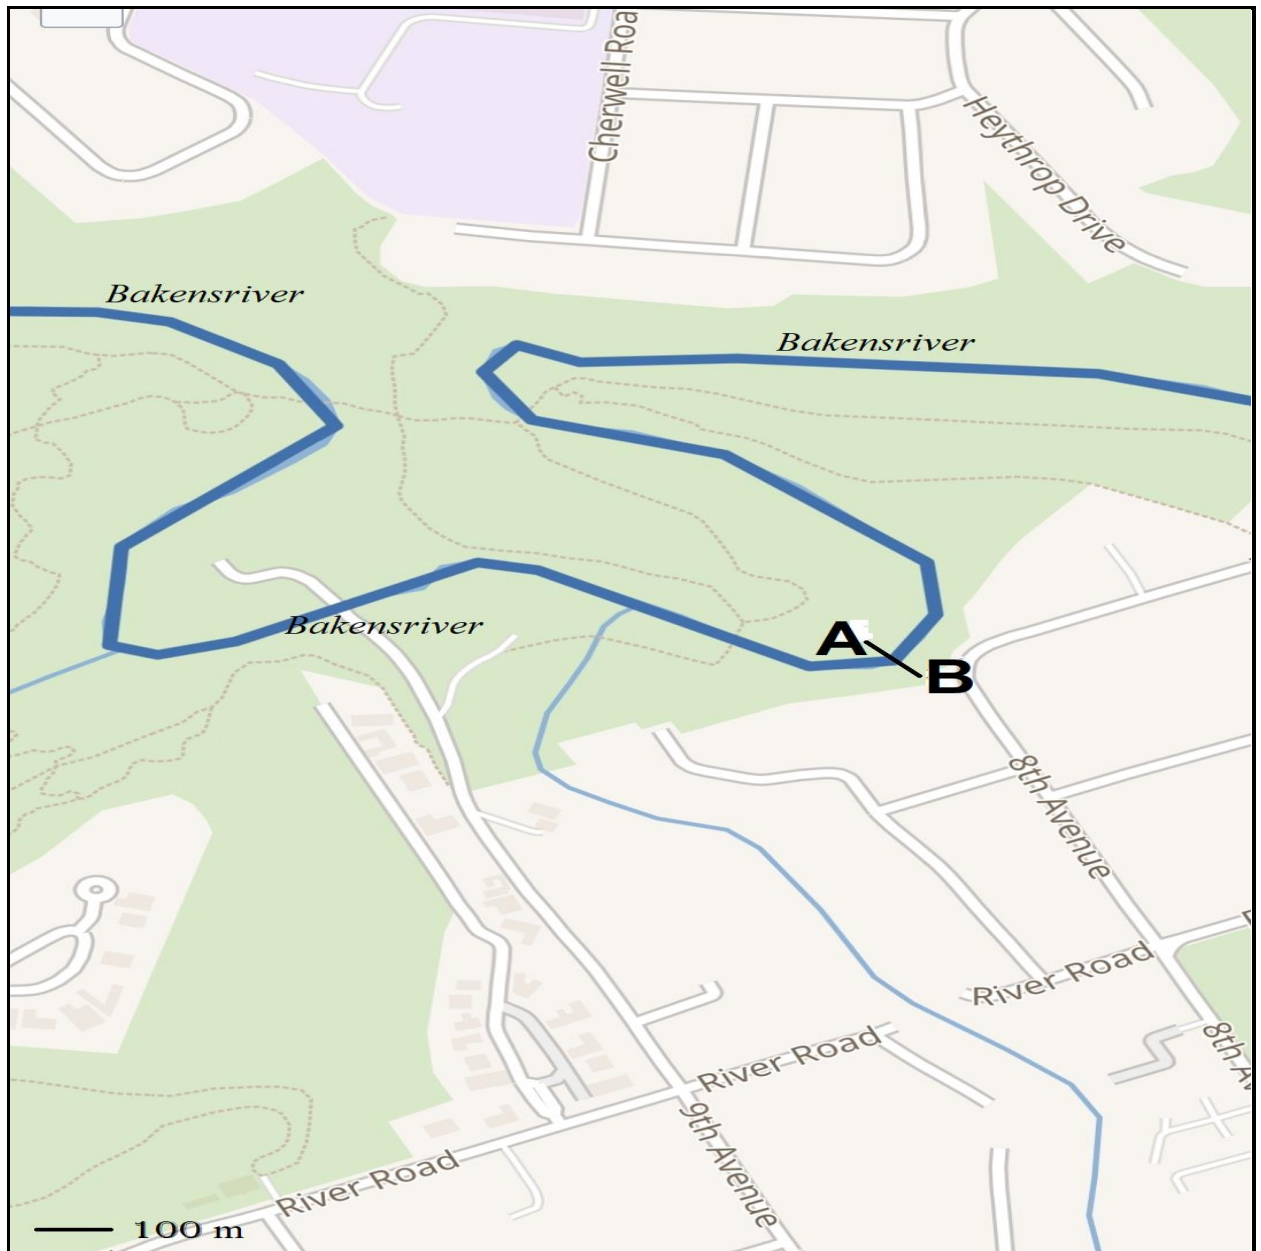 Cherwell Roa
Heythrop Drive
Bakensriver
Bakensriver
Bakensriver
A
B
8th Avenue
River Road
8th Av
River Road
9th Avenue
River Road
100 m